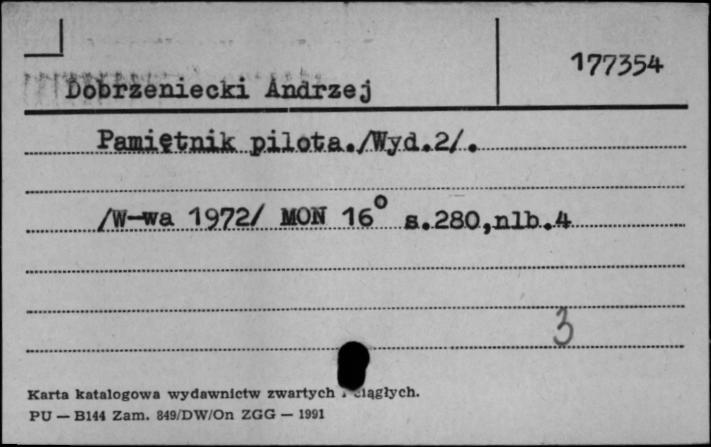 177354
Dobrzeniecki Andrzej
Pamiętnik pilota./Wyd.2/.
/W-wa 1972/ MON 16° s.280,nlb.4
3
Karta katalogowa wydawnictw zwartych i ciągłych.
PU — B144 Zam. 849/DW/On ZGG — 1991